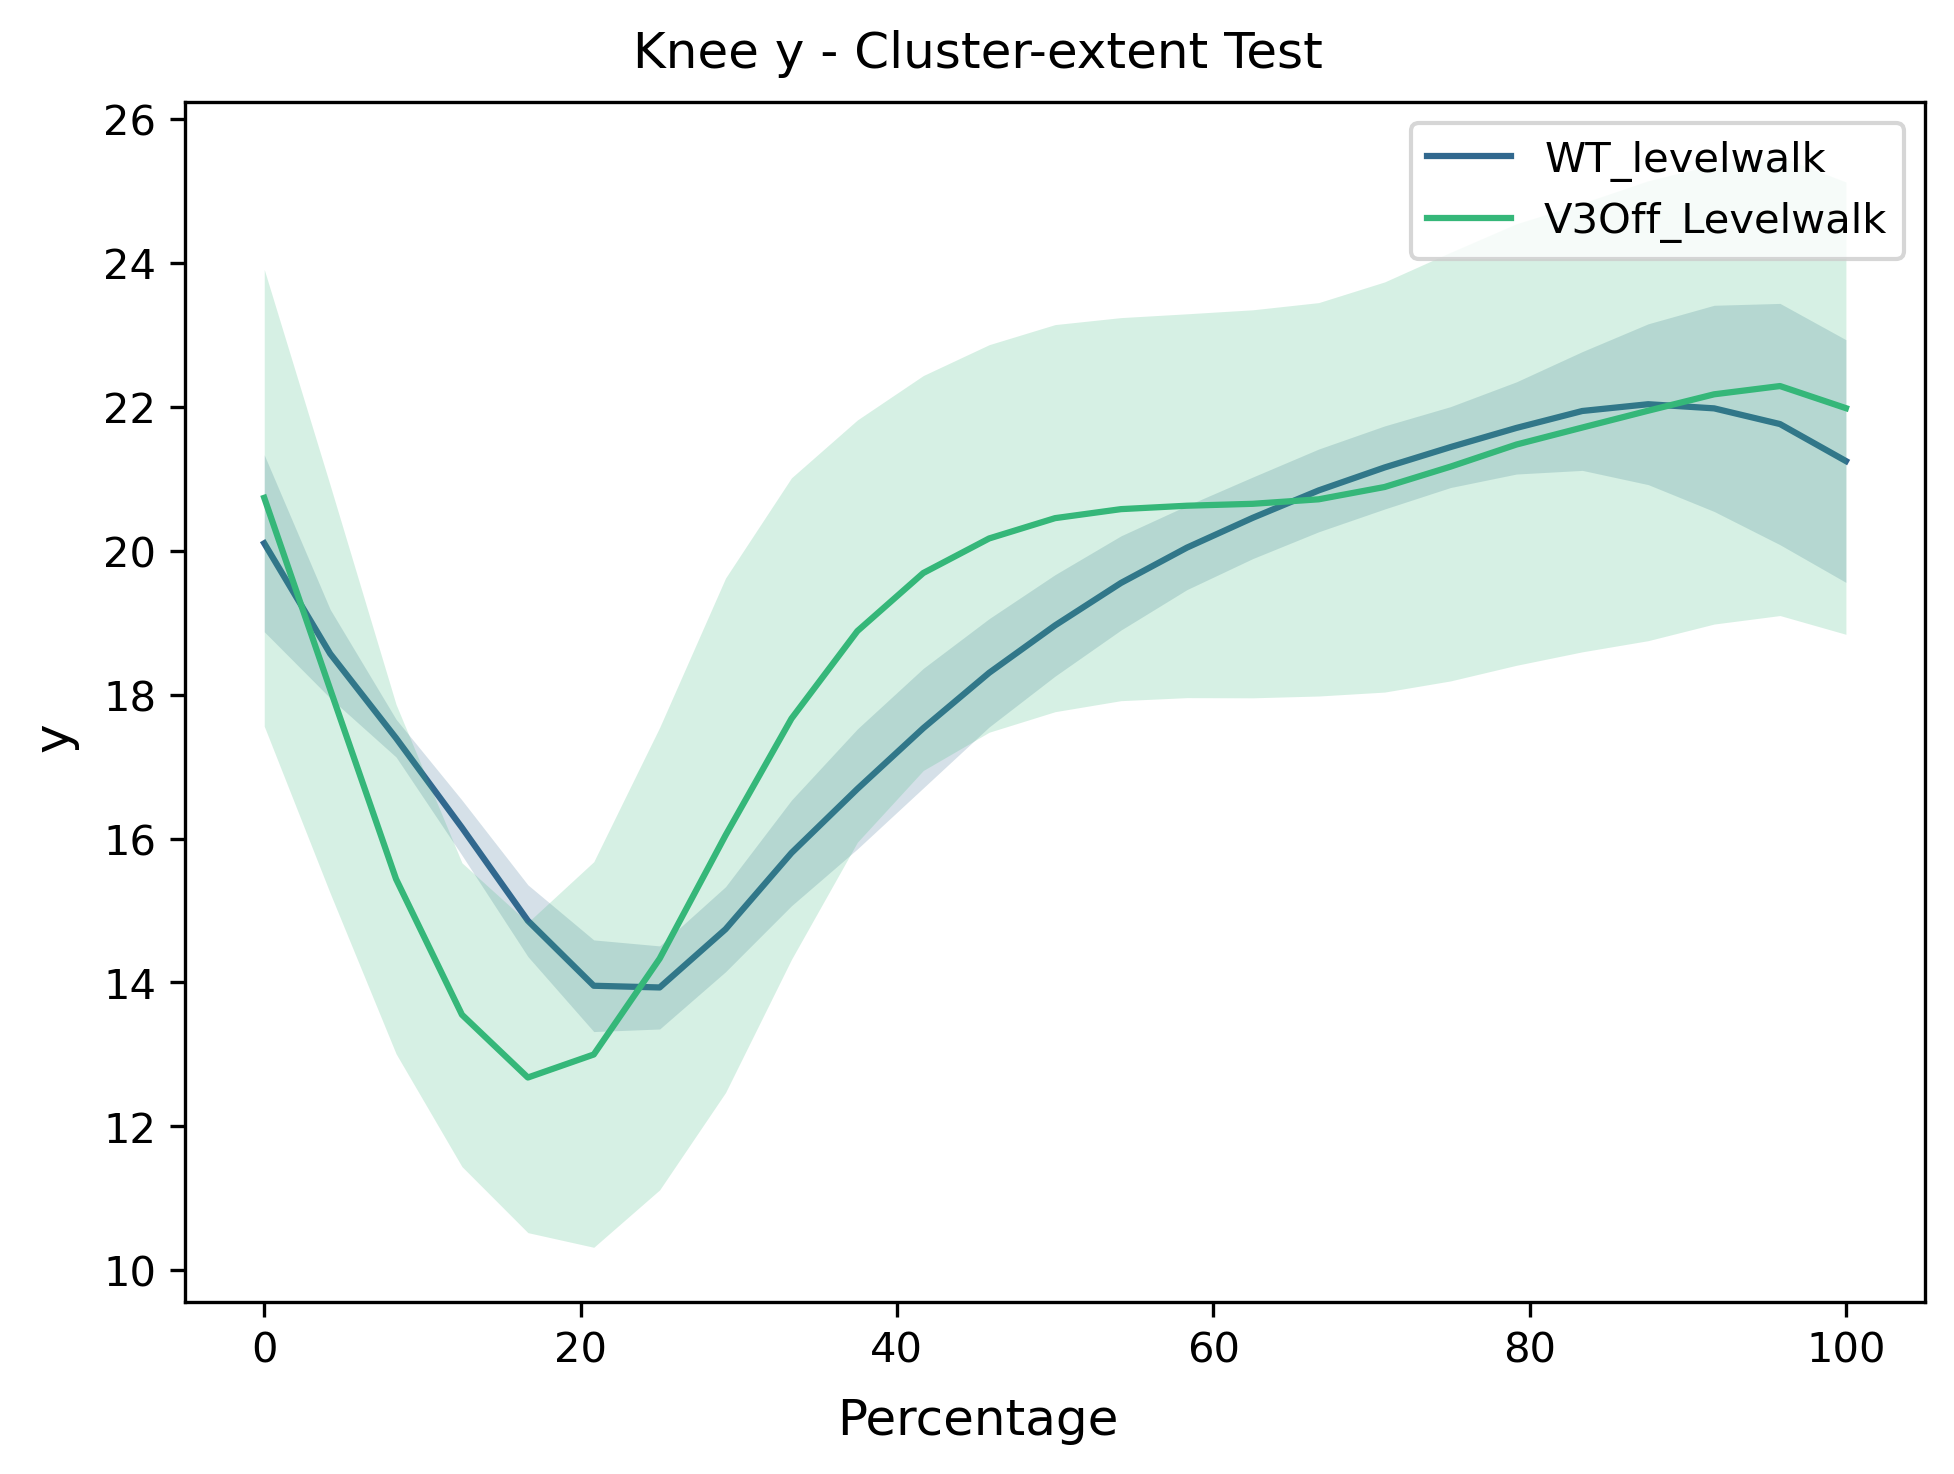 Knee y - Cluster-extent Test
WT_levelwalk
V3Off_Levelwalk
26
24
22
20
18
16
14
12
10
y
0 20 40 60 80 100
Percentage